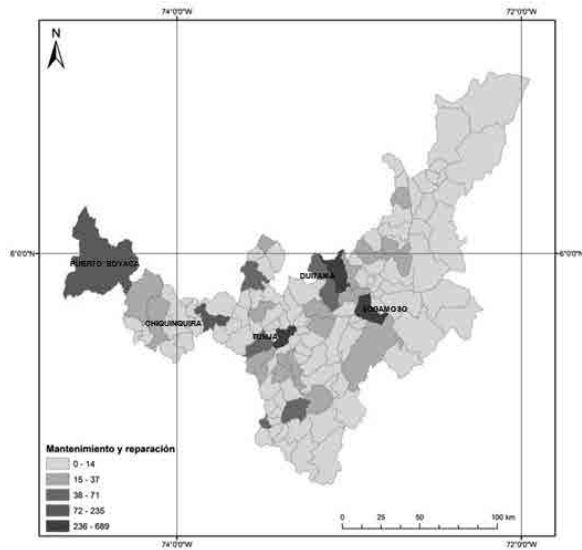 74°0'0"W
72°0'0"W
N
6°0'0"N
6°0'0"N
PUERTO BOYACA
DUITAMA
SOGAMOSO
CHIQUINQUIRA
TUNJA
Mantenimiento y reparación
0 - 14
15 - 37
38 - 71
72 - 235
236 - 689
0 25 50 100 km
74°0'0"W
72°0'0"W